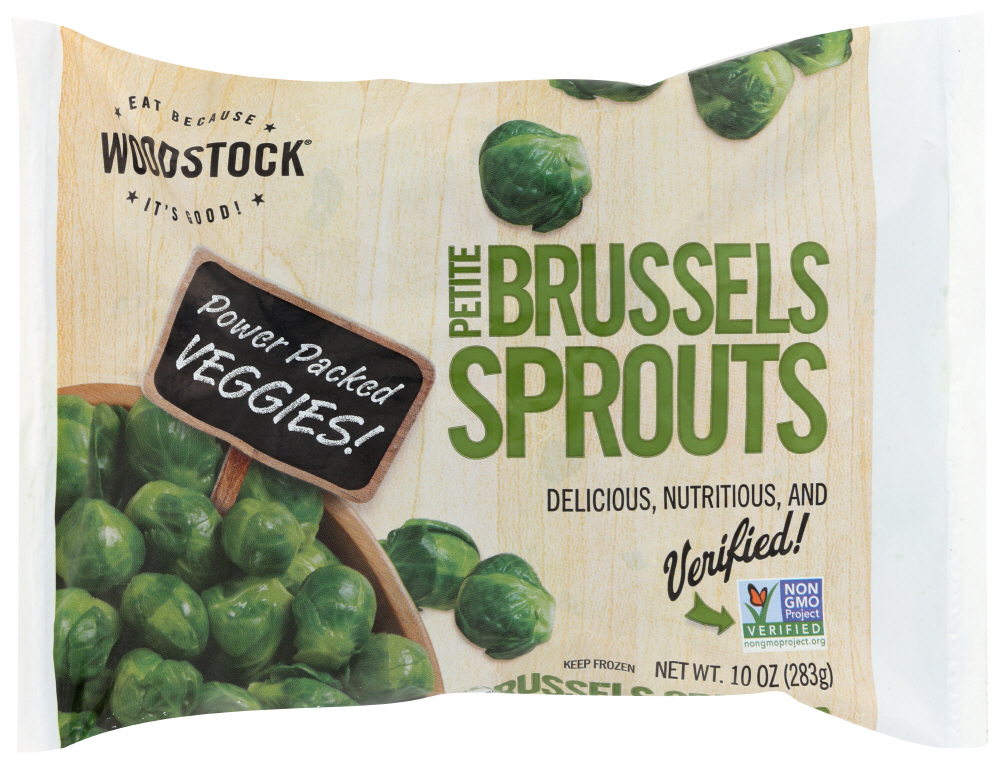 EAT BECAUSE
WOODSTOCK®
IT'S GOOD!
Power Packed
VEGGIES!
PETITE
BRUSSELS
SPROUTS
DELICIOUS, NUTRITIOUS, AND
Verified!
NON
GMO
Project
VERIFIED
nongmoproject.org
KEEP FROZEN
NET WT. 10 OZ (283g)
BRUSSELS